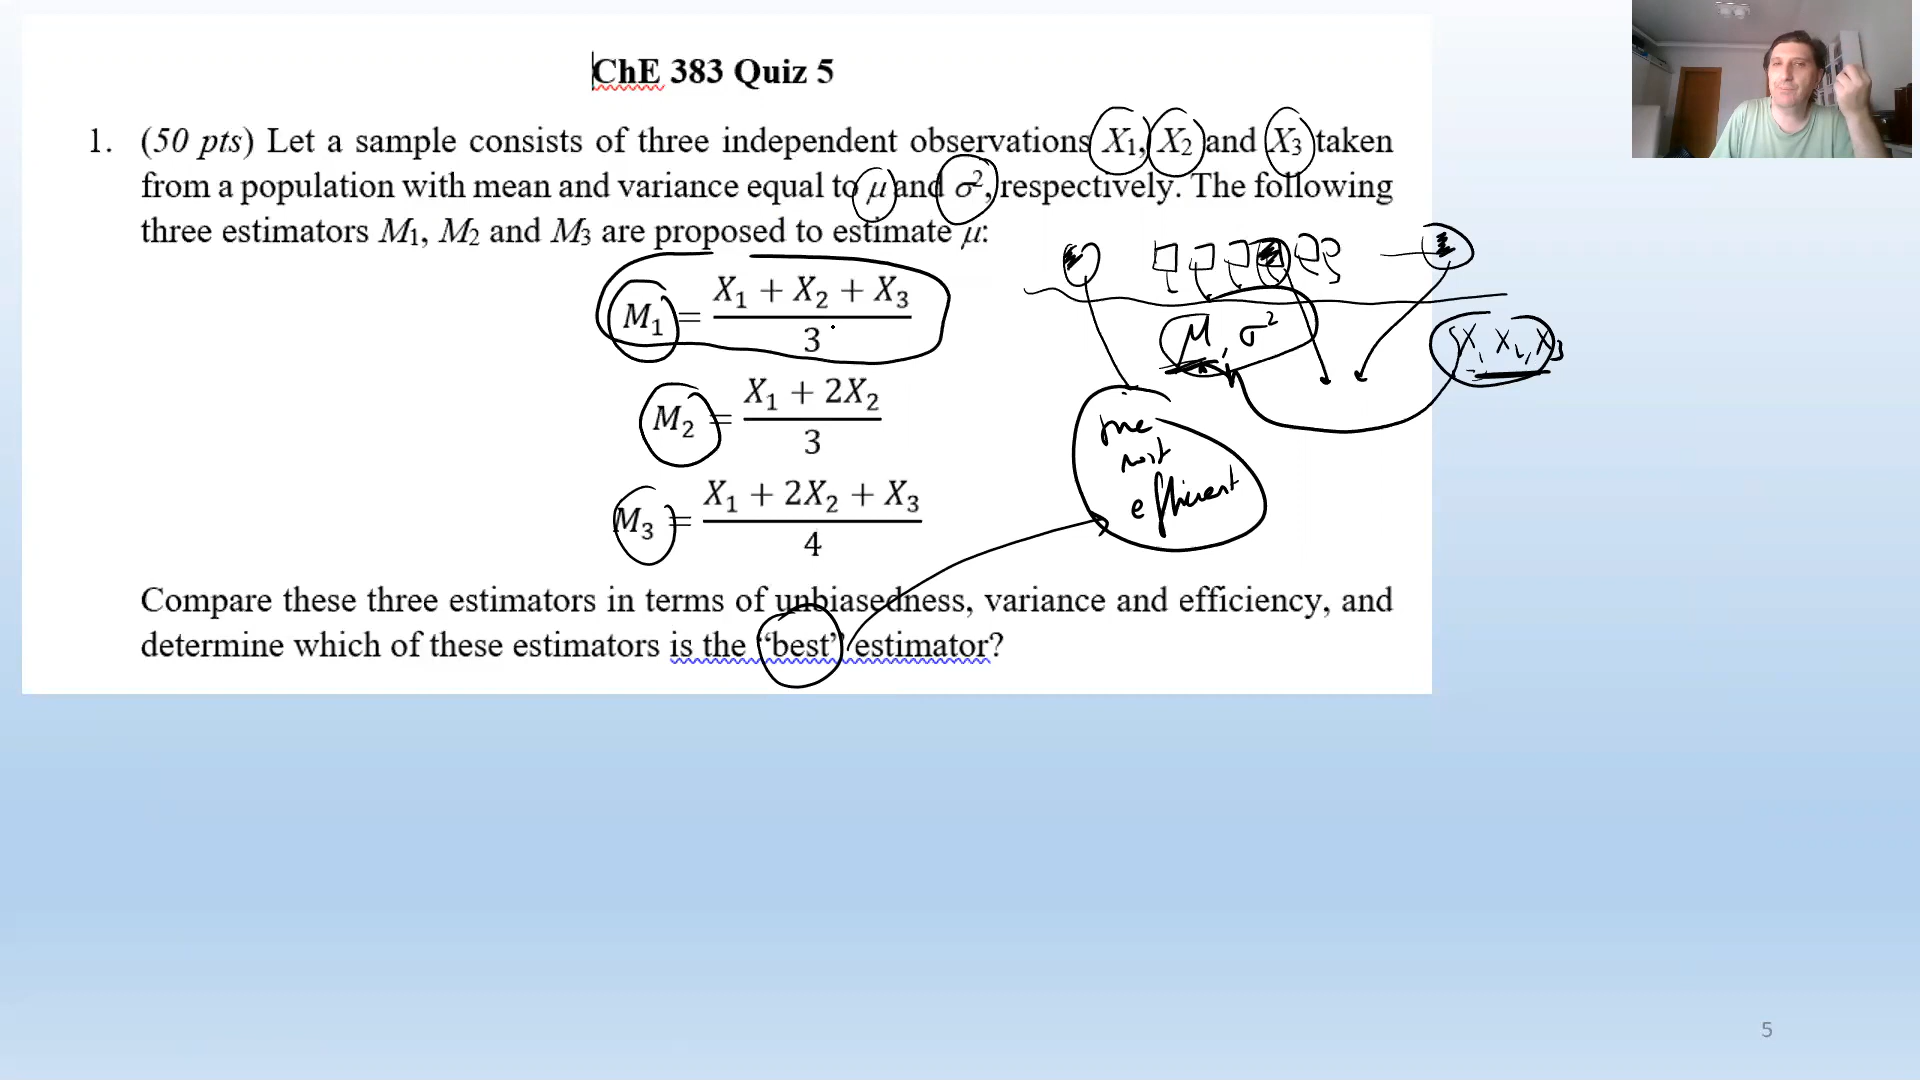 ChE 383 Quiz 5
1. (50 pts) Let a sample consists of three independent observations X₁, X₂ and X₃ taken
from a population with mean and variance equal to μ and σ², respectively. The following
three estimators M₁, M₂ and M₃ are proposed to estimate μ:
M₁ = (X₁ + X₂ + X₃) / 3
M₂ = (X₁ + 2X₂) / 3
M₃ = (X₁ + 2X₂ + X₃) / 4
μ, σ²
X₁ X₂, X₃
the
most
efficient
Compare these three estimators in terms of unbiasedness, variance and efficiency, and
determine which of these estimators is the “best” estimator?
5